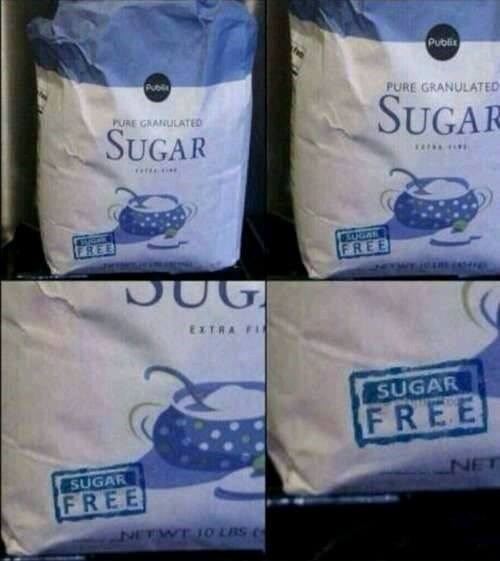 Publix
PURE GRANULATED
SUGAR
EXTRA FINE
SUGAR
FREE
Publix
PURE GRANULATED
SUGAR
EXTRA FINE
SUGAR
FREE
SUG
EXTRA FI
SUGAR
FREE
NET WT 10 LBS (
SUGAR
FREE
NET